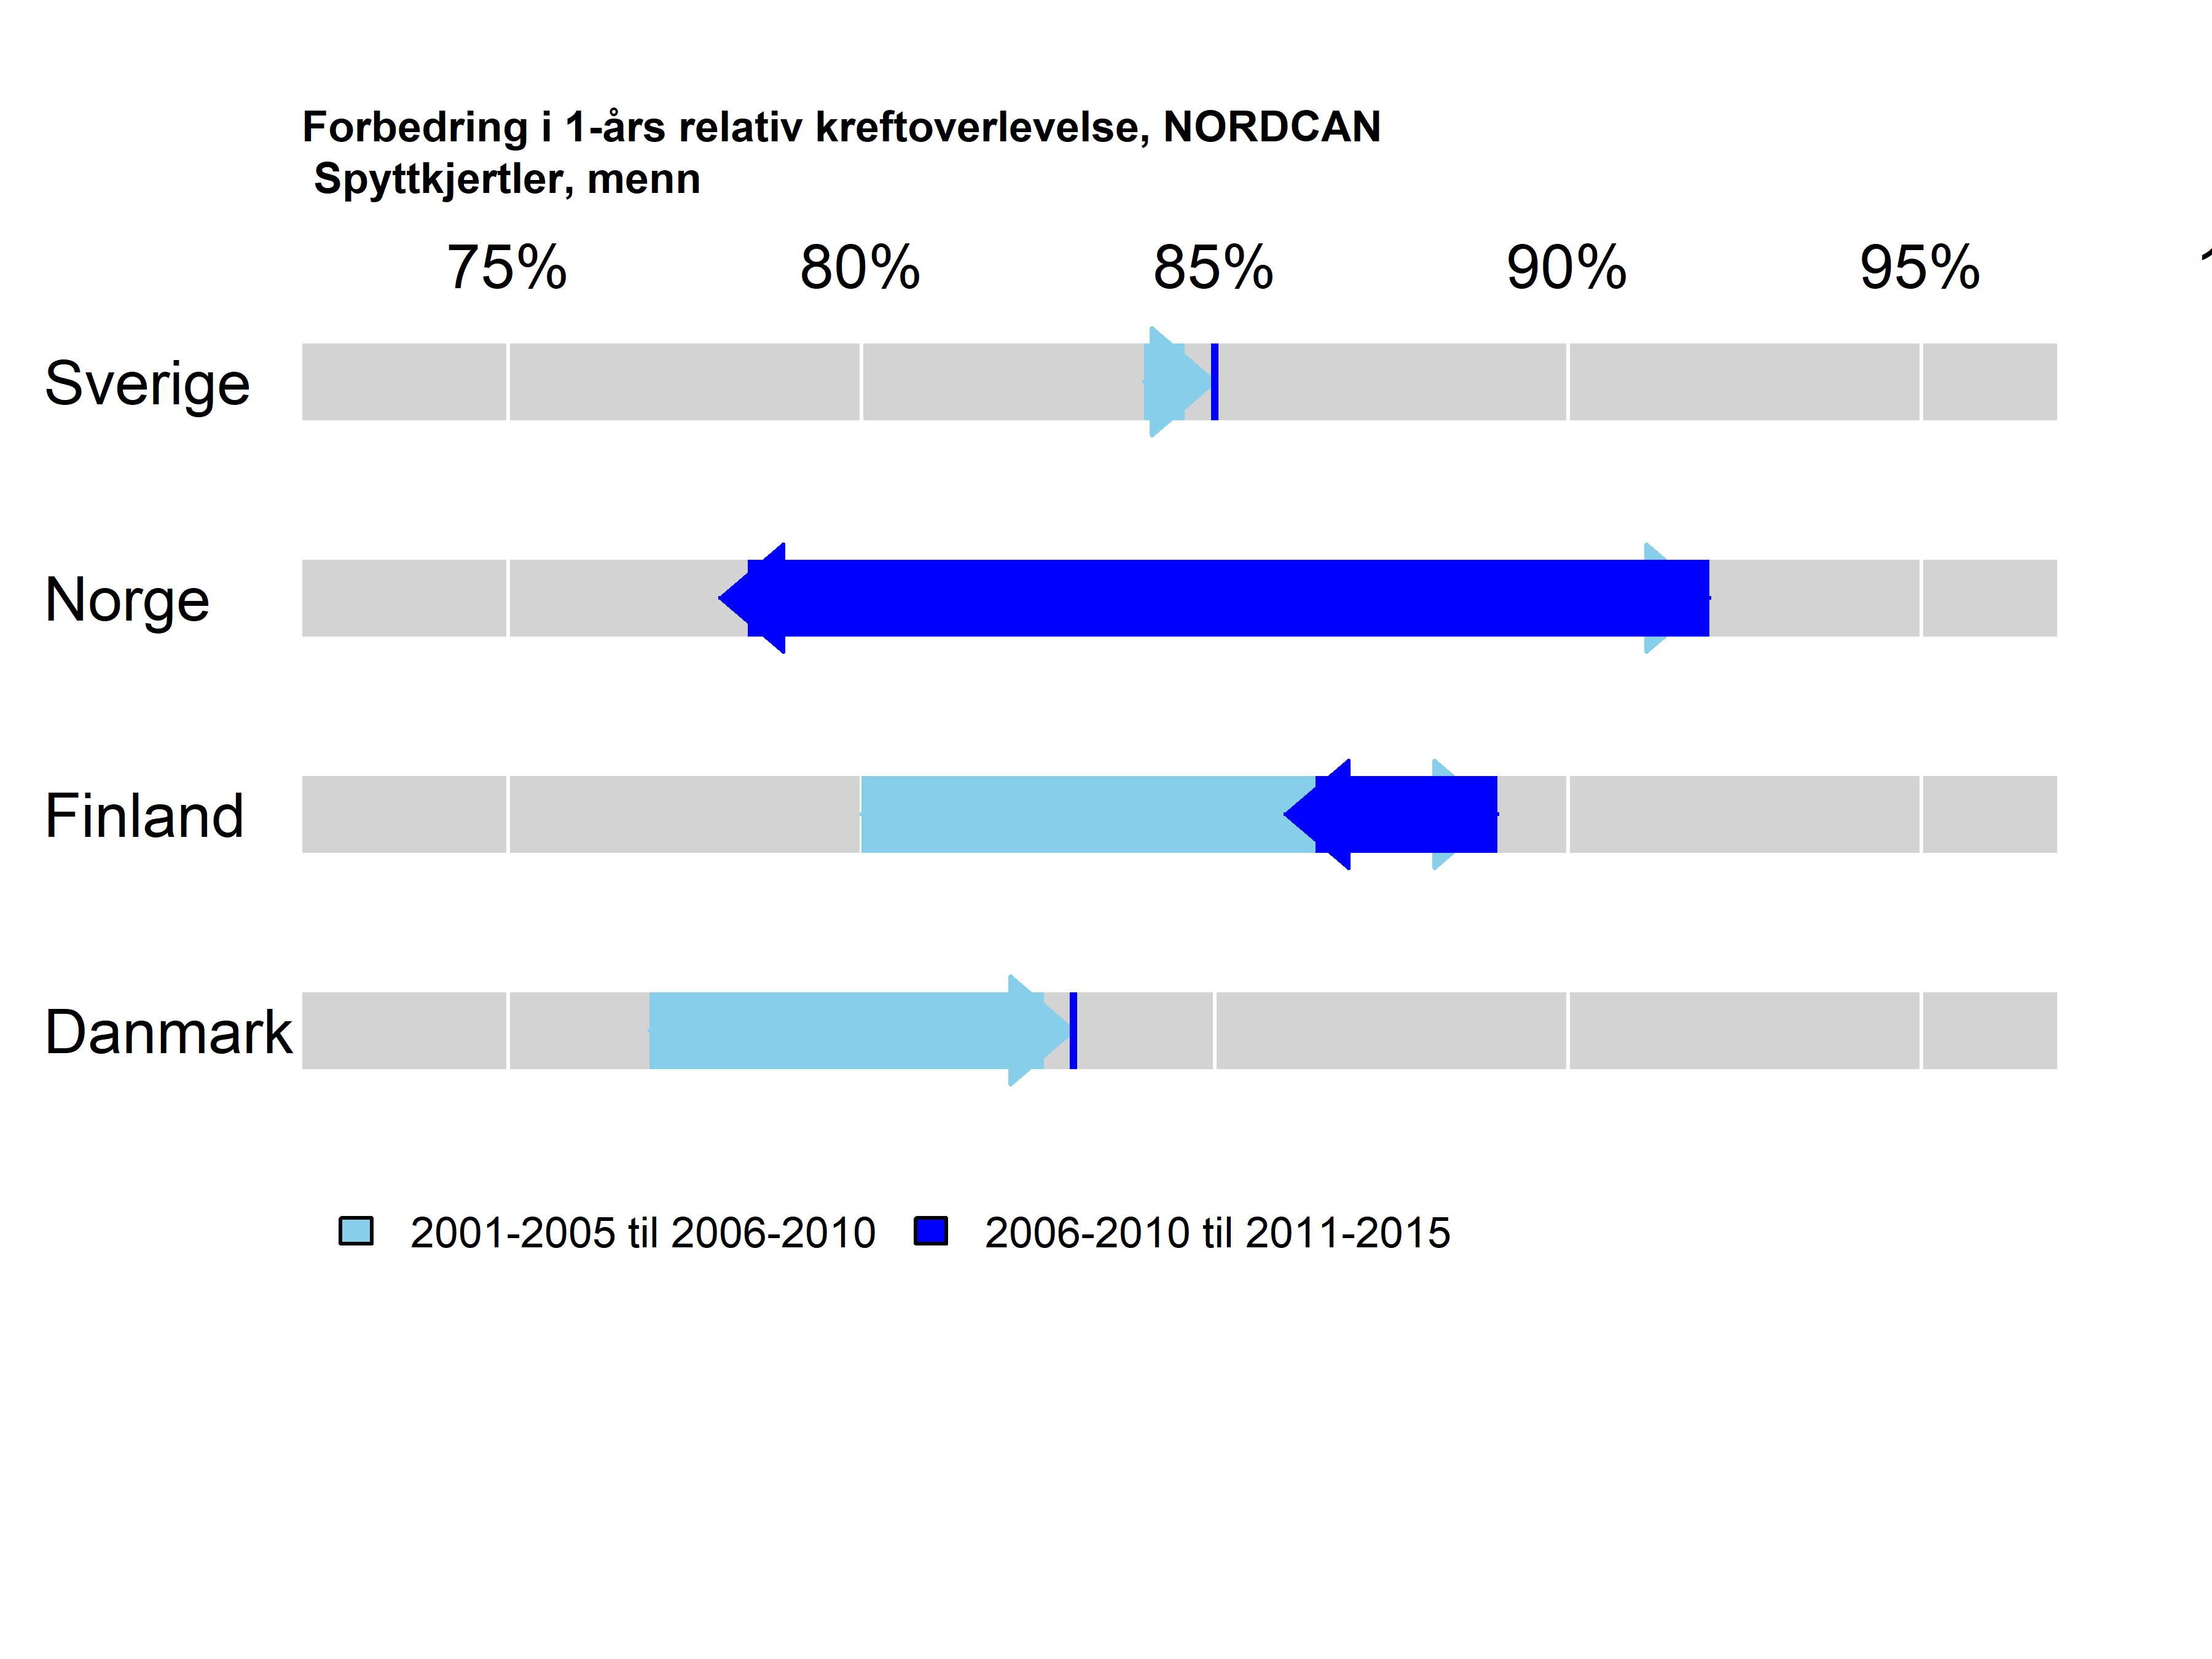 Forbedring i 1-års relativ kreftoverlevelse, NORDCAN
Spyttkjertler, menn
75% 80% 85% 90% 95%
Sverige
Norge
Finland
Danmark
2001-2005 til 2006-2010 2006-2010 til 2011-2015